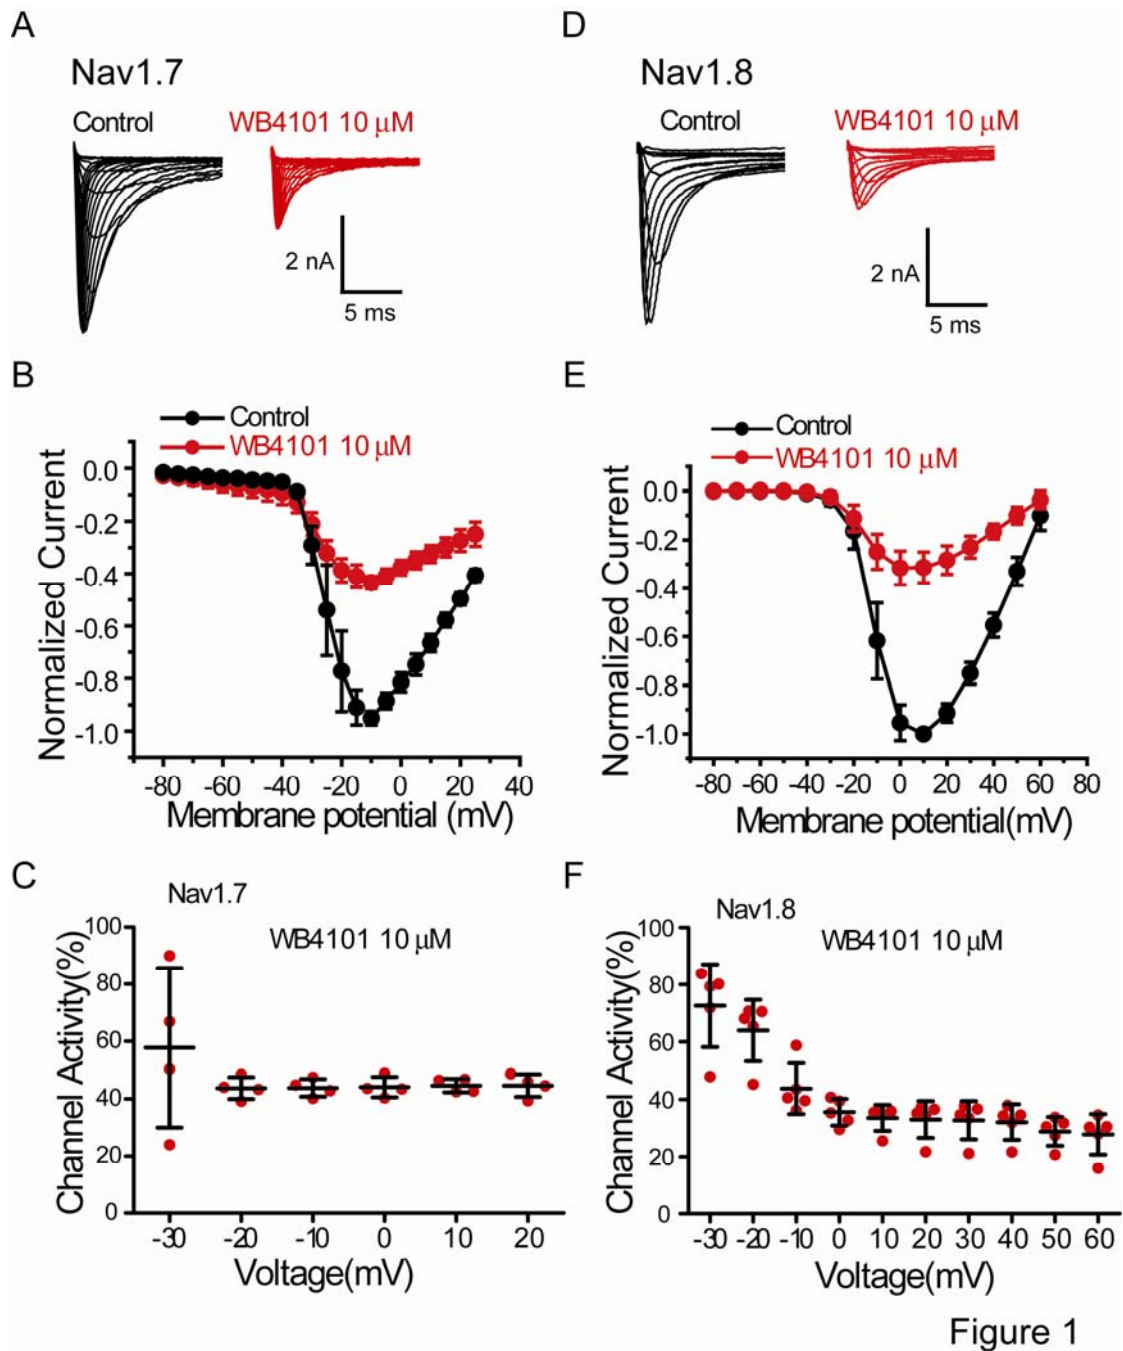 A
Nav1.7
Control
WB4101 10 μM
2 nA
5 ms
D
Nav1.8
Control
WB4101 10 μM
2 nA
5 ms
B
Control
WB4101 10 μM
Normalized Current
0.0
-0.2
-0.4
-0.6
-0.8
-1.0
-80 -60 -40 -20 0 20 40
Membrane potential (mV)
E
Control
WB4101 10 μM
Normalized Current
0.0
-0.2
-0.4
-0.6
-0.8
-1.0
-80 -60 -40 -20 0 20 40 60 80
Membrane potential(mV)
C
Nav1.7
WB4101 10 μM
Channel Activity(%)
100
80
60
40
20
0
-30 -20 -10 0 10 20
Voltage(mV)
F
Nav1.8
WB4101 10 μM
Channel Activity(%)
100
80
60
40
20
0
-30 -20 -10 0 10 20 30 40 50 60
Voltage(mV)
Figure 1